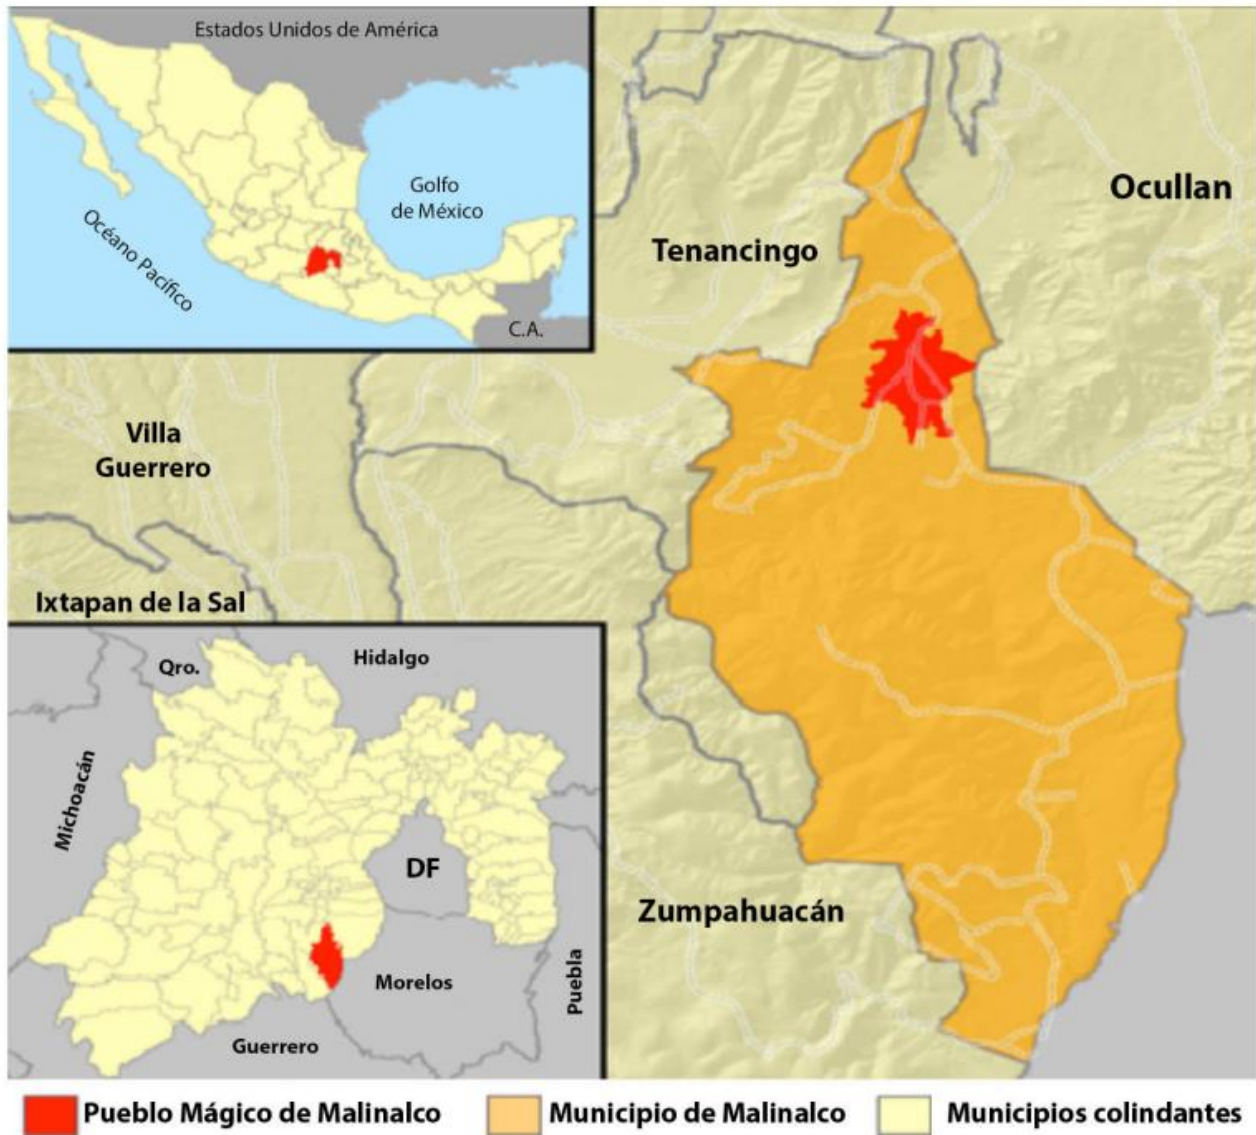 Estados Unidos de América
Golfo
de México
Océano Pacífico
C.A.
Ocullan
Tenancingo
Villa
Guerrero
Ixtapan de la Sal
Zumpahuacán
Qro.
Hidalgo
Michoacán
DF
Morelos
Puebla
Guerrero
Pueblo Mágico de Malinalco
Municipio de Malinalco
Municipios colindantes